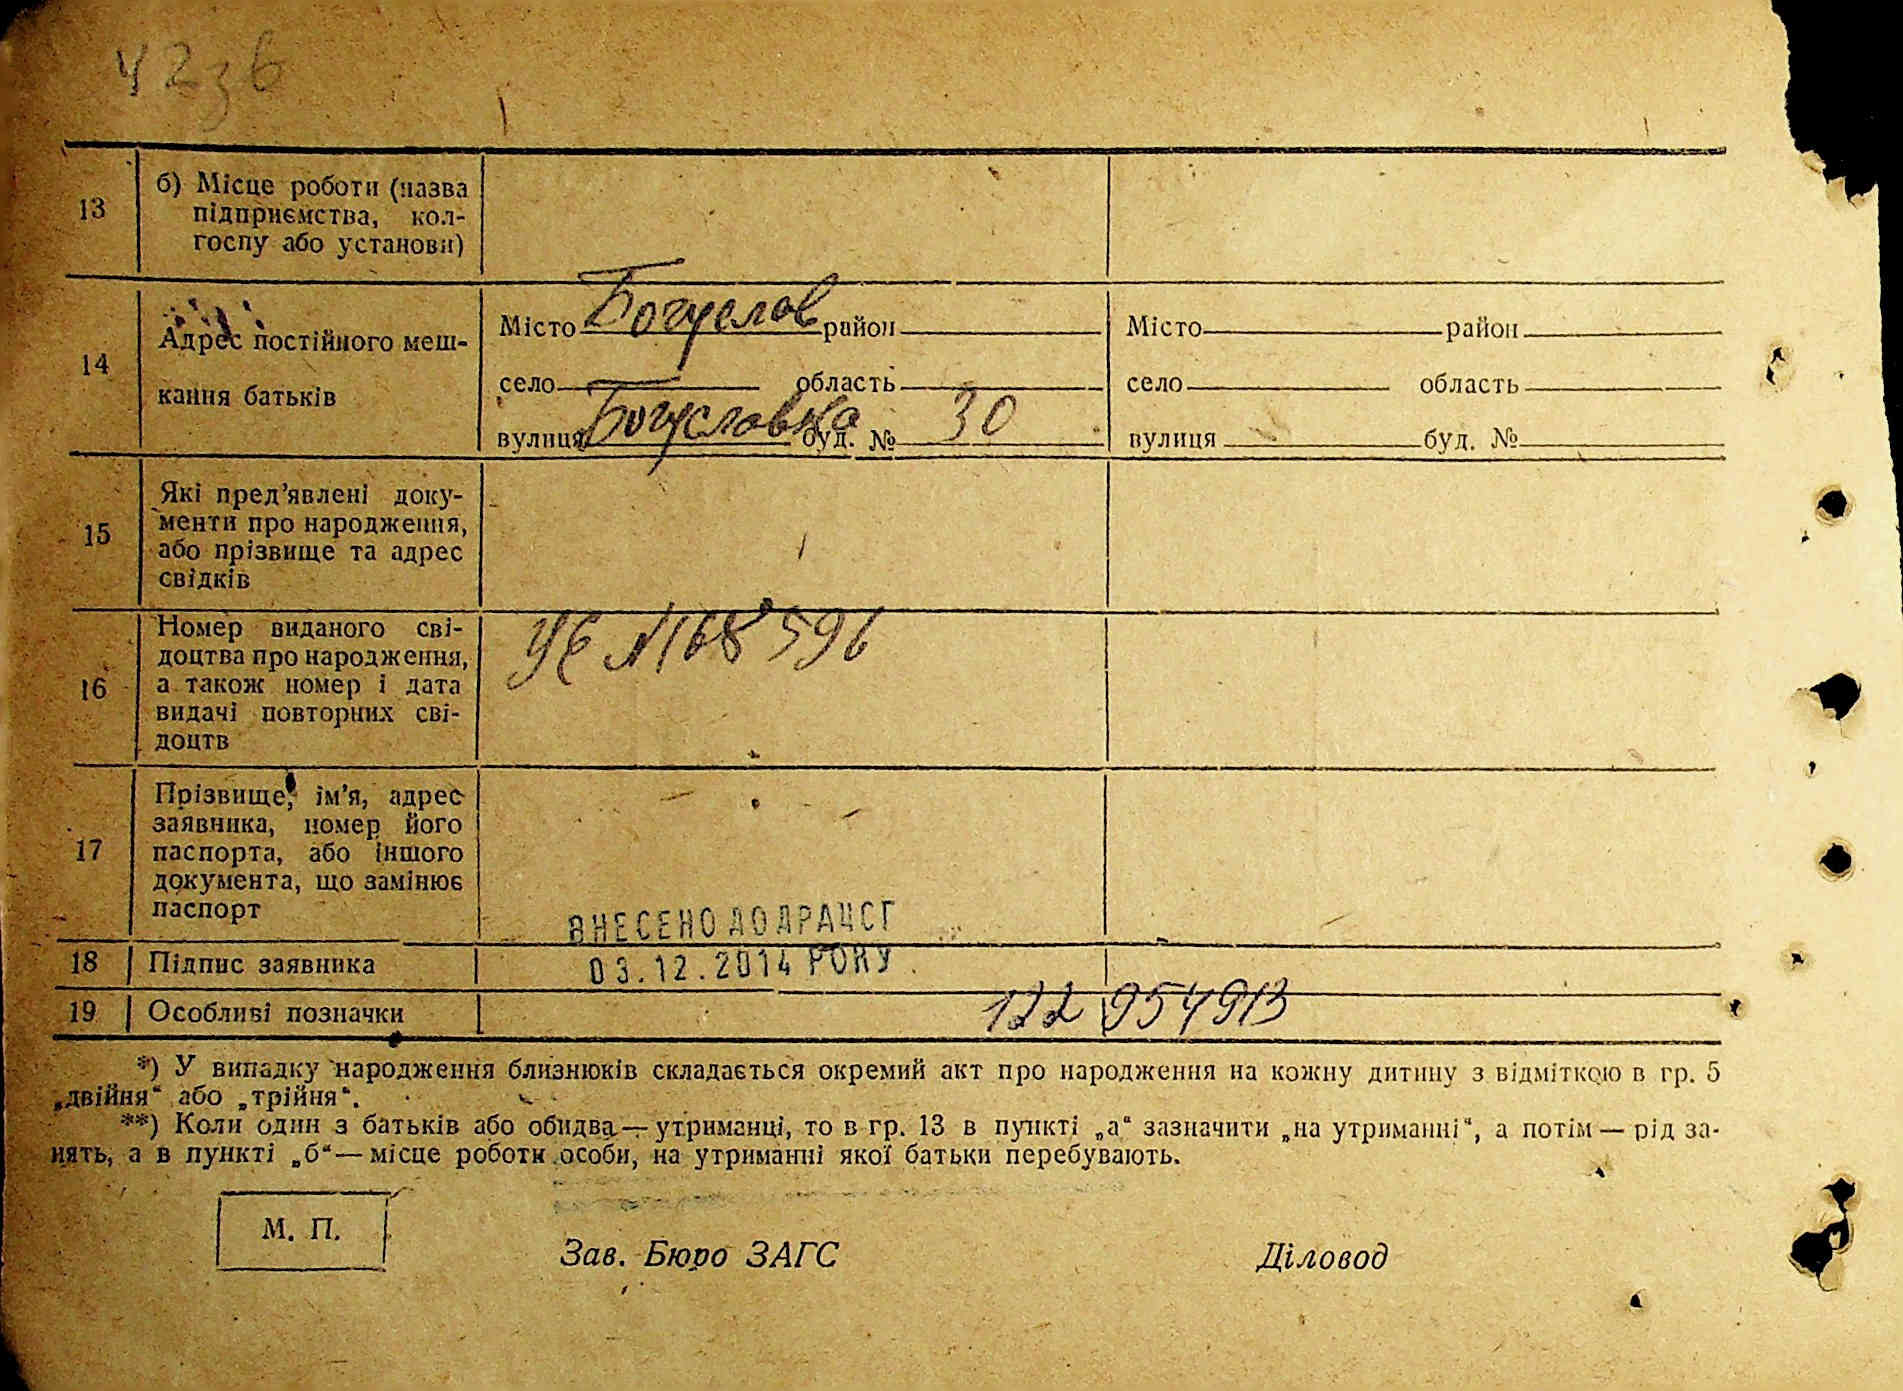 4236
13
б) Місце роботи (назва
підприємства, кол-
госпу або установи)
14
Адрес постійного меш-
кання батьків
Місто Богуслов район
село область
вулиця Богуславка буд. № 30
Місто район
село область
вулиця буд. №
15
Які пред’явлені доку-
менти про народження,
або прізвище та адрес
свідків
16
Номер виданого сві-
доцтва про народження,
а також номер і дата
видачі повторних сві-
доцтв
УЄ №168596
17
Прізвище, ім’я, адрес
заявника, номер його
паспорта, або іншого
документа, що замінює
паспорт
ВНЕСЕНО ДО ДРАЦСГ
03.12.2014 РОКУ
18 Підпис заявника
19 Особливі позначки
122 954913
*) У випадку народження близнюків складається окремий акт про народження на кожну дитину з відміткою в гр. 5
„двійня“ або „трійня“.
**) Коли один з батьків або обидва — утриманці, то в гр. 13 в пункті „а“ зазначити „на утриманні“, а потім — рід за-
нять, а в пункті „б“ — місце роботи особи, на утриманні якої батьки перебувають.
М. П.
Зав. Бюро ЗАГС
Діловод